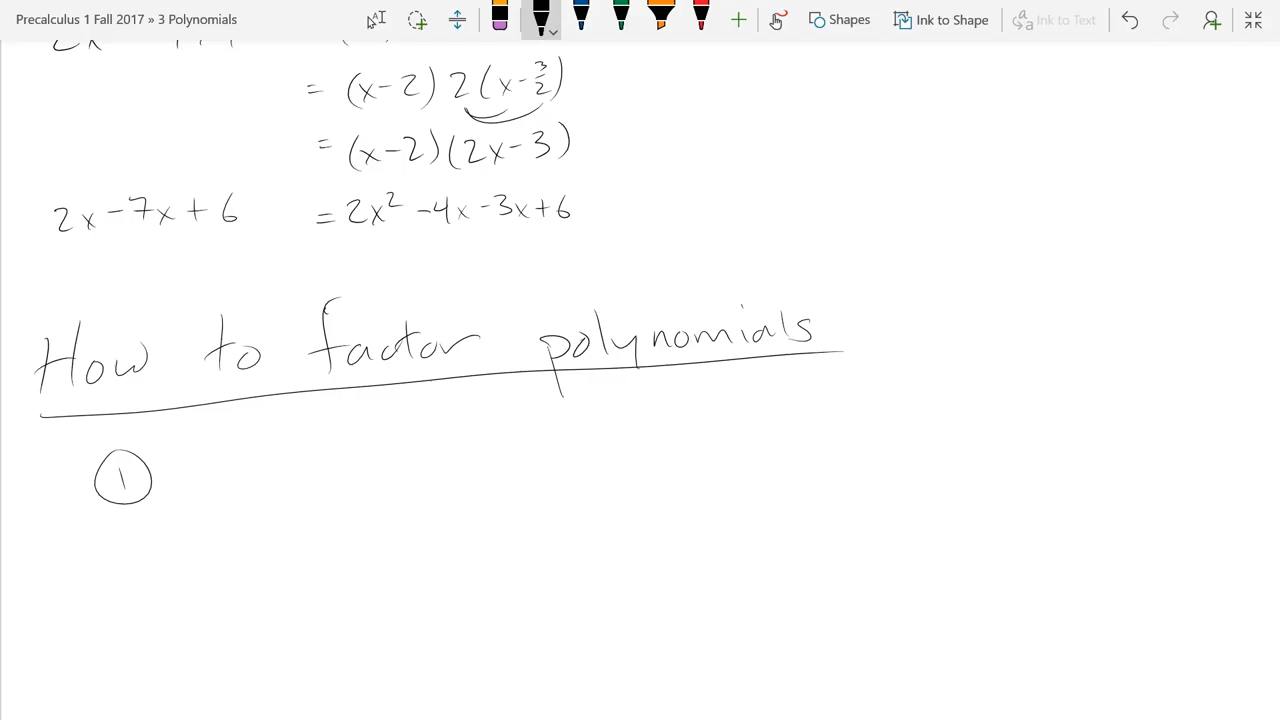 Precalculus 1 Fall 2017 » 3 Polynomials
Shapes
Ink to Shape
Ink to Text
= (x-2) 2(x-3/2)
= (x-2)(2x-3)
2x-7x+6 = 2x²-4x-3x+6
How to factor polynomials
①